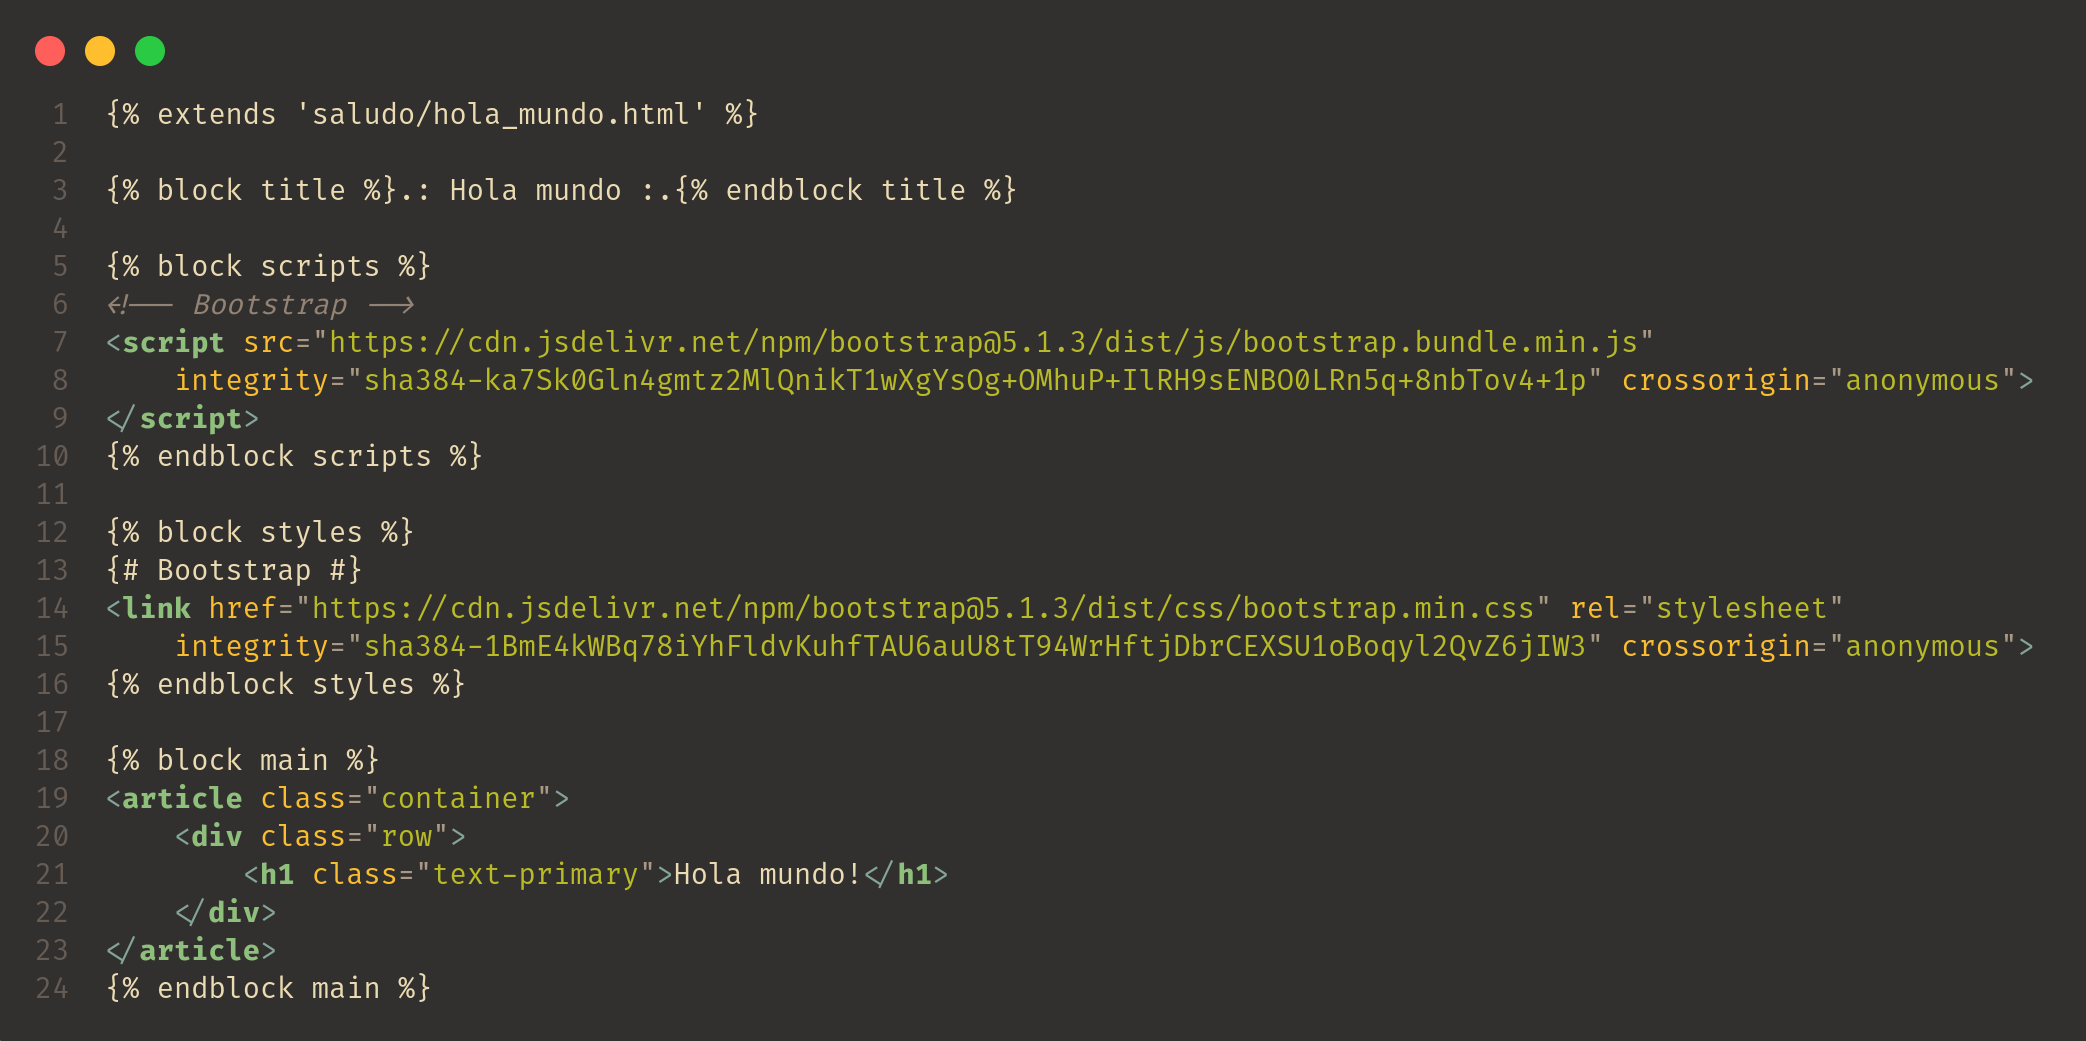 1 {% extends 'saludo/hola_mundo.html' %}
2
3 {% block title %}.: Hola mundo :.{% endblock title %}
4
5 {% block scripts %}
6 <!-- Bootstrap -->
7 <script src="https://cdn.jsdelivr.net/npm/bootstrap@5.1.3/dist/js/bootstrap.bundle.min.js"
8     integrity="sha384-ka7Sk0Gln4gmtz2MlQnikT1wXgYsOg+OMhuP+IlRH9sENBO0LRn5q+8nbTov4+1p" crossorigin="anonymous">
9 </script>
10 {% endblock scripts %}
11
12 {% block styles %}
13 {# Bootstrap #}
14 <link href="https://cdn.jsdelivr.net/npm/bootstrap@5.1.3/dist/css/bootstrap.min.css" rel="stylesheet"
15     integrity="sha384-1BmE4kWBq78iYhFldvKuhfTAU6auU8tT94WrHftjDbrCEXSU1oBoqyl2QvZ6jIW3" crossorigin="anonymous">
16 {% endblock styles %}
17
18 {% block main %}
19 <article class="container">
20     <div class="row">
21         <h1 class="text-primary">Hola mundo!</h1>
22     </div>
23 </article>
24 {% endblock main %}